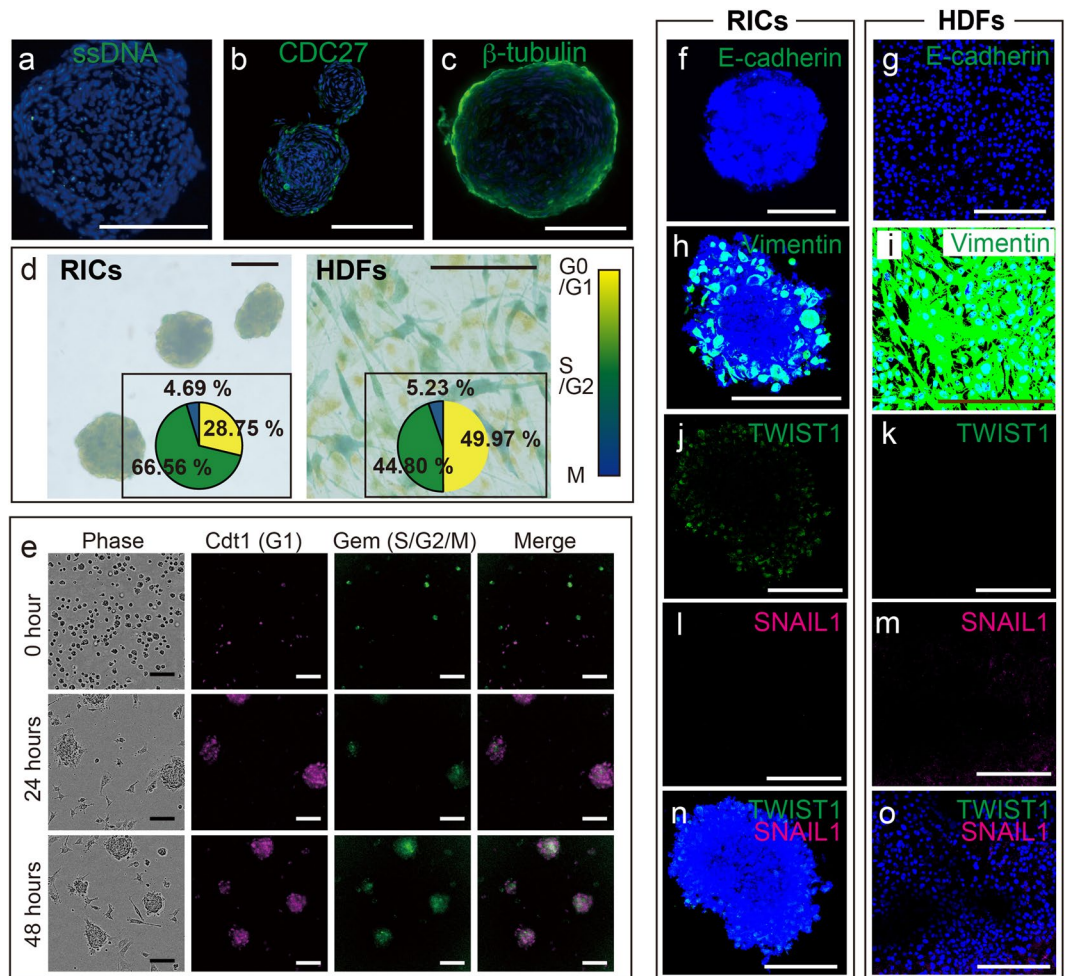 RICs
HDFs
a
ssDNA
b
CDC27
c
β-tubulin
f
E-cadherin
g
E-cadherin
h
Vimentin
i
Vimentin
d
RICs
HDFs
G0
/G1
S
/G2
M
4.69 %
28.75 %
66.56 %
5.23 %
49.97 %
44.80 %
j
TWIST1
k
TWIST1
l
SNAIL1
m
SNAIL1
n
TWIST1
SNAIL1
o
TWIST1
SNAIL1
e
Phase
Cdt1 (G1)
Gem (S/G2/M)
Merge
0 hour
24 hours
48 hours